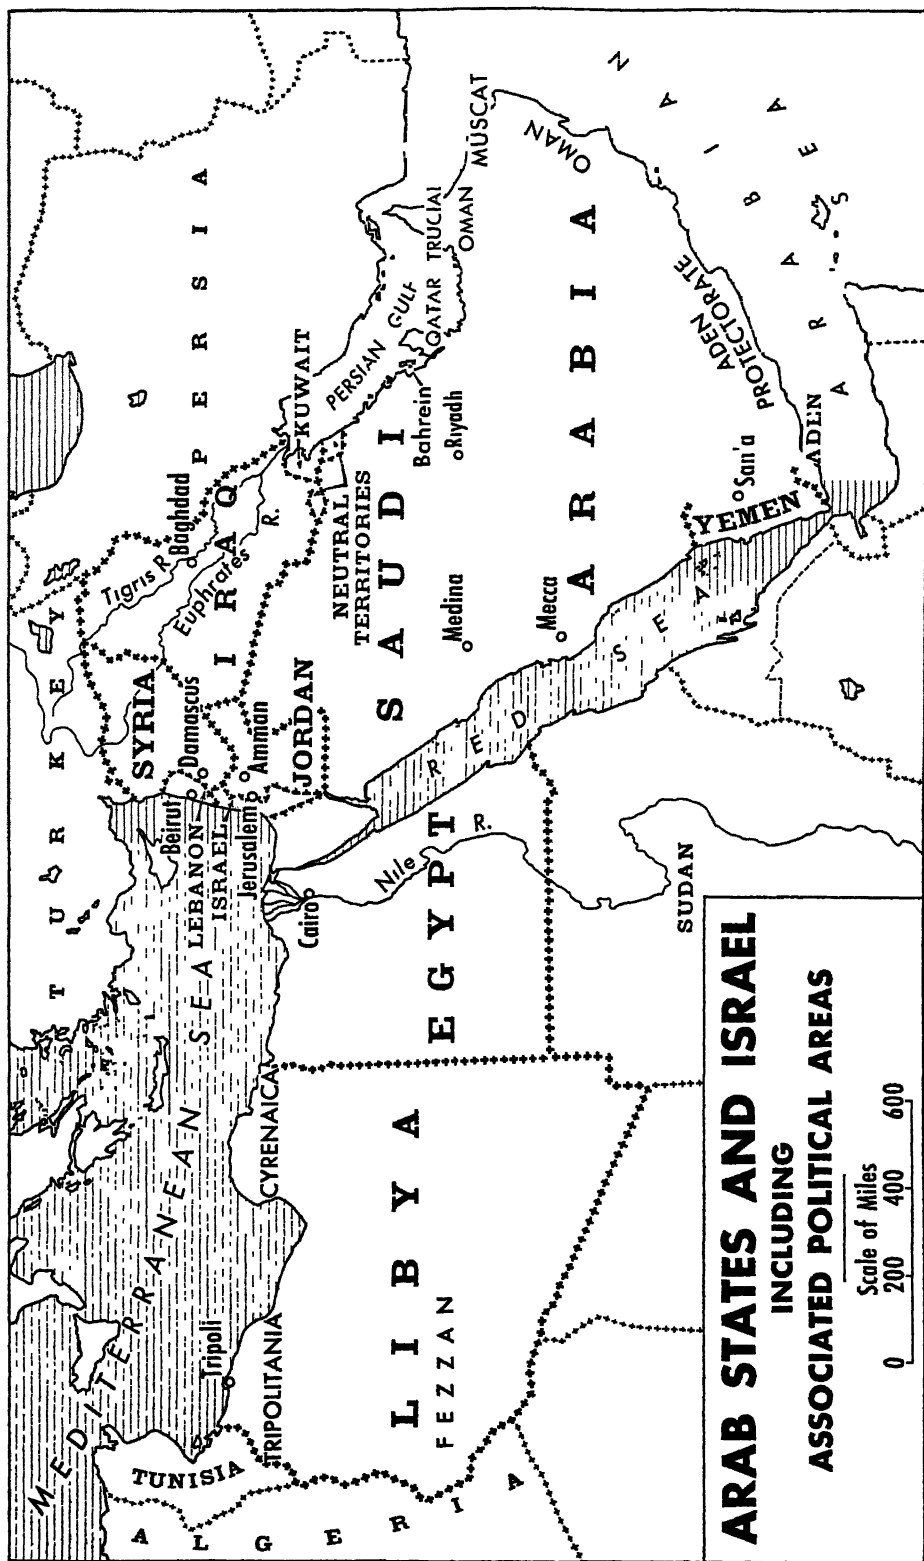 MEDITERRANEAN SEA
TURKEY
PERSIA
SYRIA
IRAQ
Tigris R.
Euphrates R.
Baghdad
Beirut
Damascus
LEBANON
ISRAEL
Jerusalem
Amman
JORDAN
KUWAIT
NEUTRAL
TERRITORIES
PERSIAN GULF
Bahrein
QATAR
TRUCIAL
OMAN
MUSCAT
OMAN
Riyadh
SAUDI
ARABIA
Medina
Mecca
RED SEA
San'a
YEMEN
ADEN
ADEN
PROTECTORATE
ARABIAN
SEA
TUNISIA
ALGERIA
Tripoli
TRIPOLITANIA
CYRENAICA
LIBYA
FEZZAN
Cairo
EGYPT
Nile R.
SUDAN
ARAB STATES AND ISRAEL
INCLUDING
ASSOCIATED POLITICAL AREAS
Scale of Miles
0 200 400 600